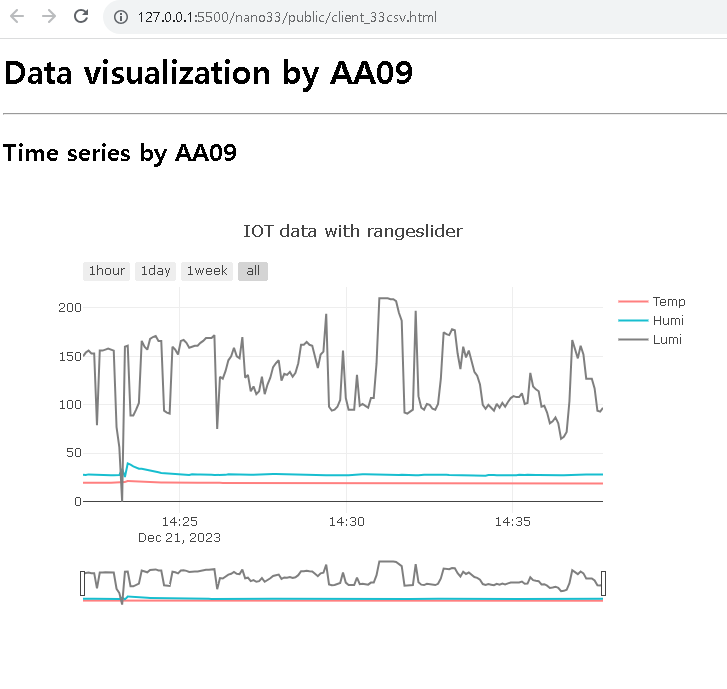 127.0.0.1:5500/nano33/public/client_33csv.html
Data visualization by AA09
Time series by AA09
IOT data with rangeslider
1hour 1day 1week all
200
150
100
50
0
14:25 14:30 14:35
Dec 21, 2023
Temp
Humi
Lumi